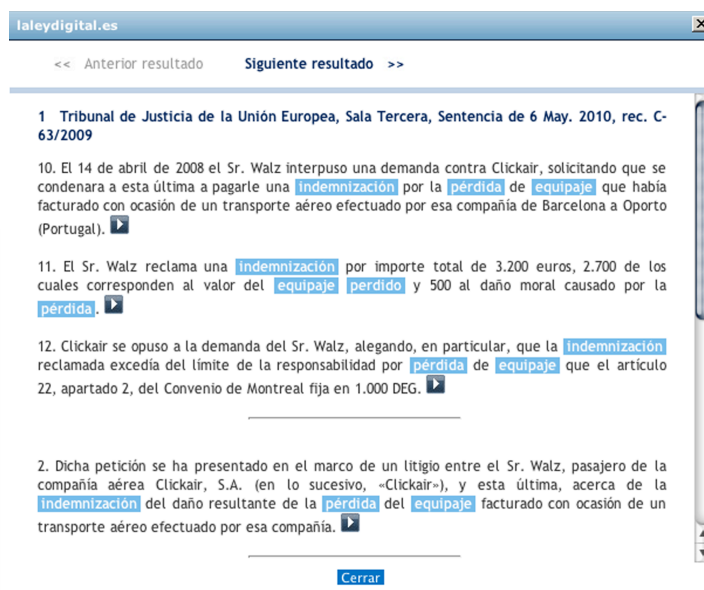 laleydigital.es
<< Anterior resultado Siguiente resultado >>
1 Tribunal de Justicia de la Unión Europea, Sala Tercera, Sentencia de 6 May. 2010, rec. C-
63/2009
10. El 14 de abril de 2008 el Sr. Walz interpuso una demanda contra Clickair, solicitando que se
condenara a esta última a pagarle una indemnización por la pérdida de equipaje que había
facturado con ocasión de un transporte aéreo efectuado por esa compañía de Barcelona a Oporto
(Portugal).
11. El Sr. Walz reclama una indemnización por importe total de 3.200 euros, 2.700 de los
cuales corresponden al valor del equipaje perdido y 500 al daño moral causado por la
pérdida.
12. Clickair se opuso a la demanda del Sr. Walz, alegando, en particular, que la indemnización
reclamada excedía del límite de la responsabilidad por pérdida de equipaje que el artículo
22, apartado 2, del Convenio de Montreal fija en 1.000 DEG.
2. Dicha petición se ha presentado en el marco de un litigio entre el Sr. Walz, pasajero de la
compañía aérea Clickair, S.A. (en lo sucesivo, «Clickair»), y esta última, acerca de la
indemnización del daño resultante de la pérdida del equipaje facturado con ocasión de un
transporte aéreo efectuado por esa compañía.
Cerrar